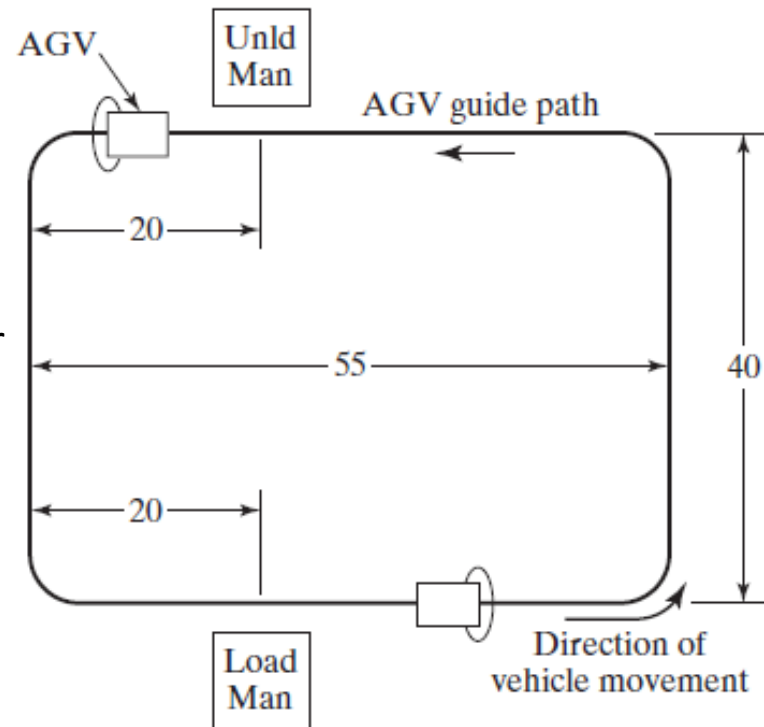 AGV
Unld
Man
AGV guide path
20
55
40
20
Load
Man
Direction of
vehicle movement